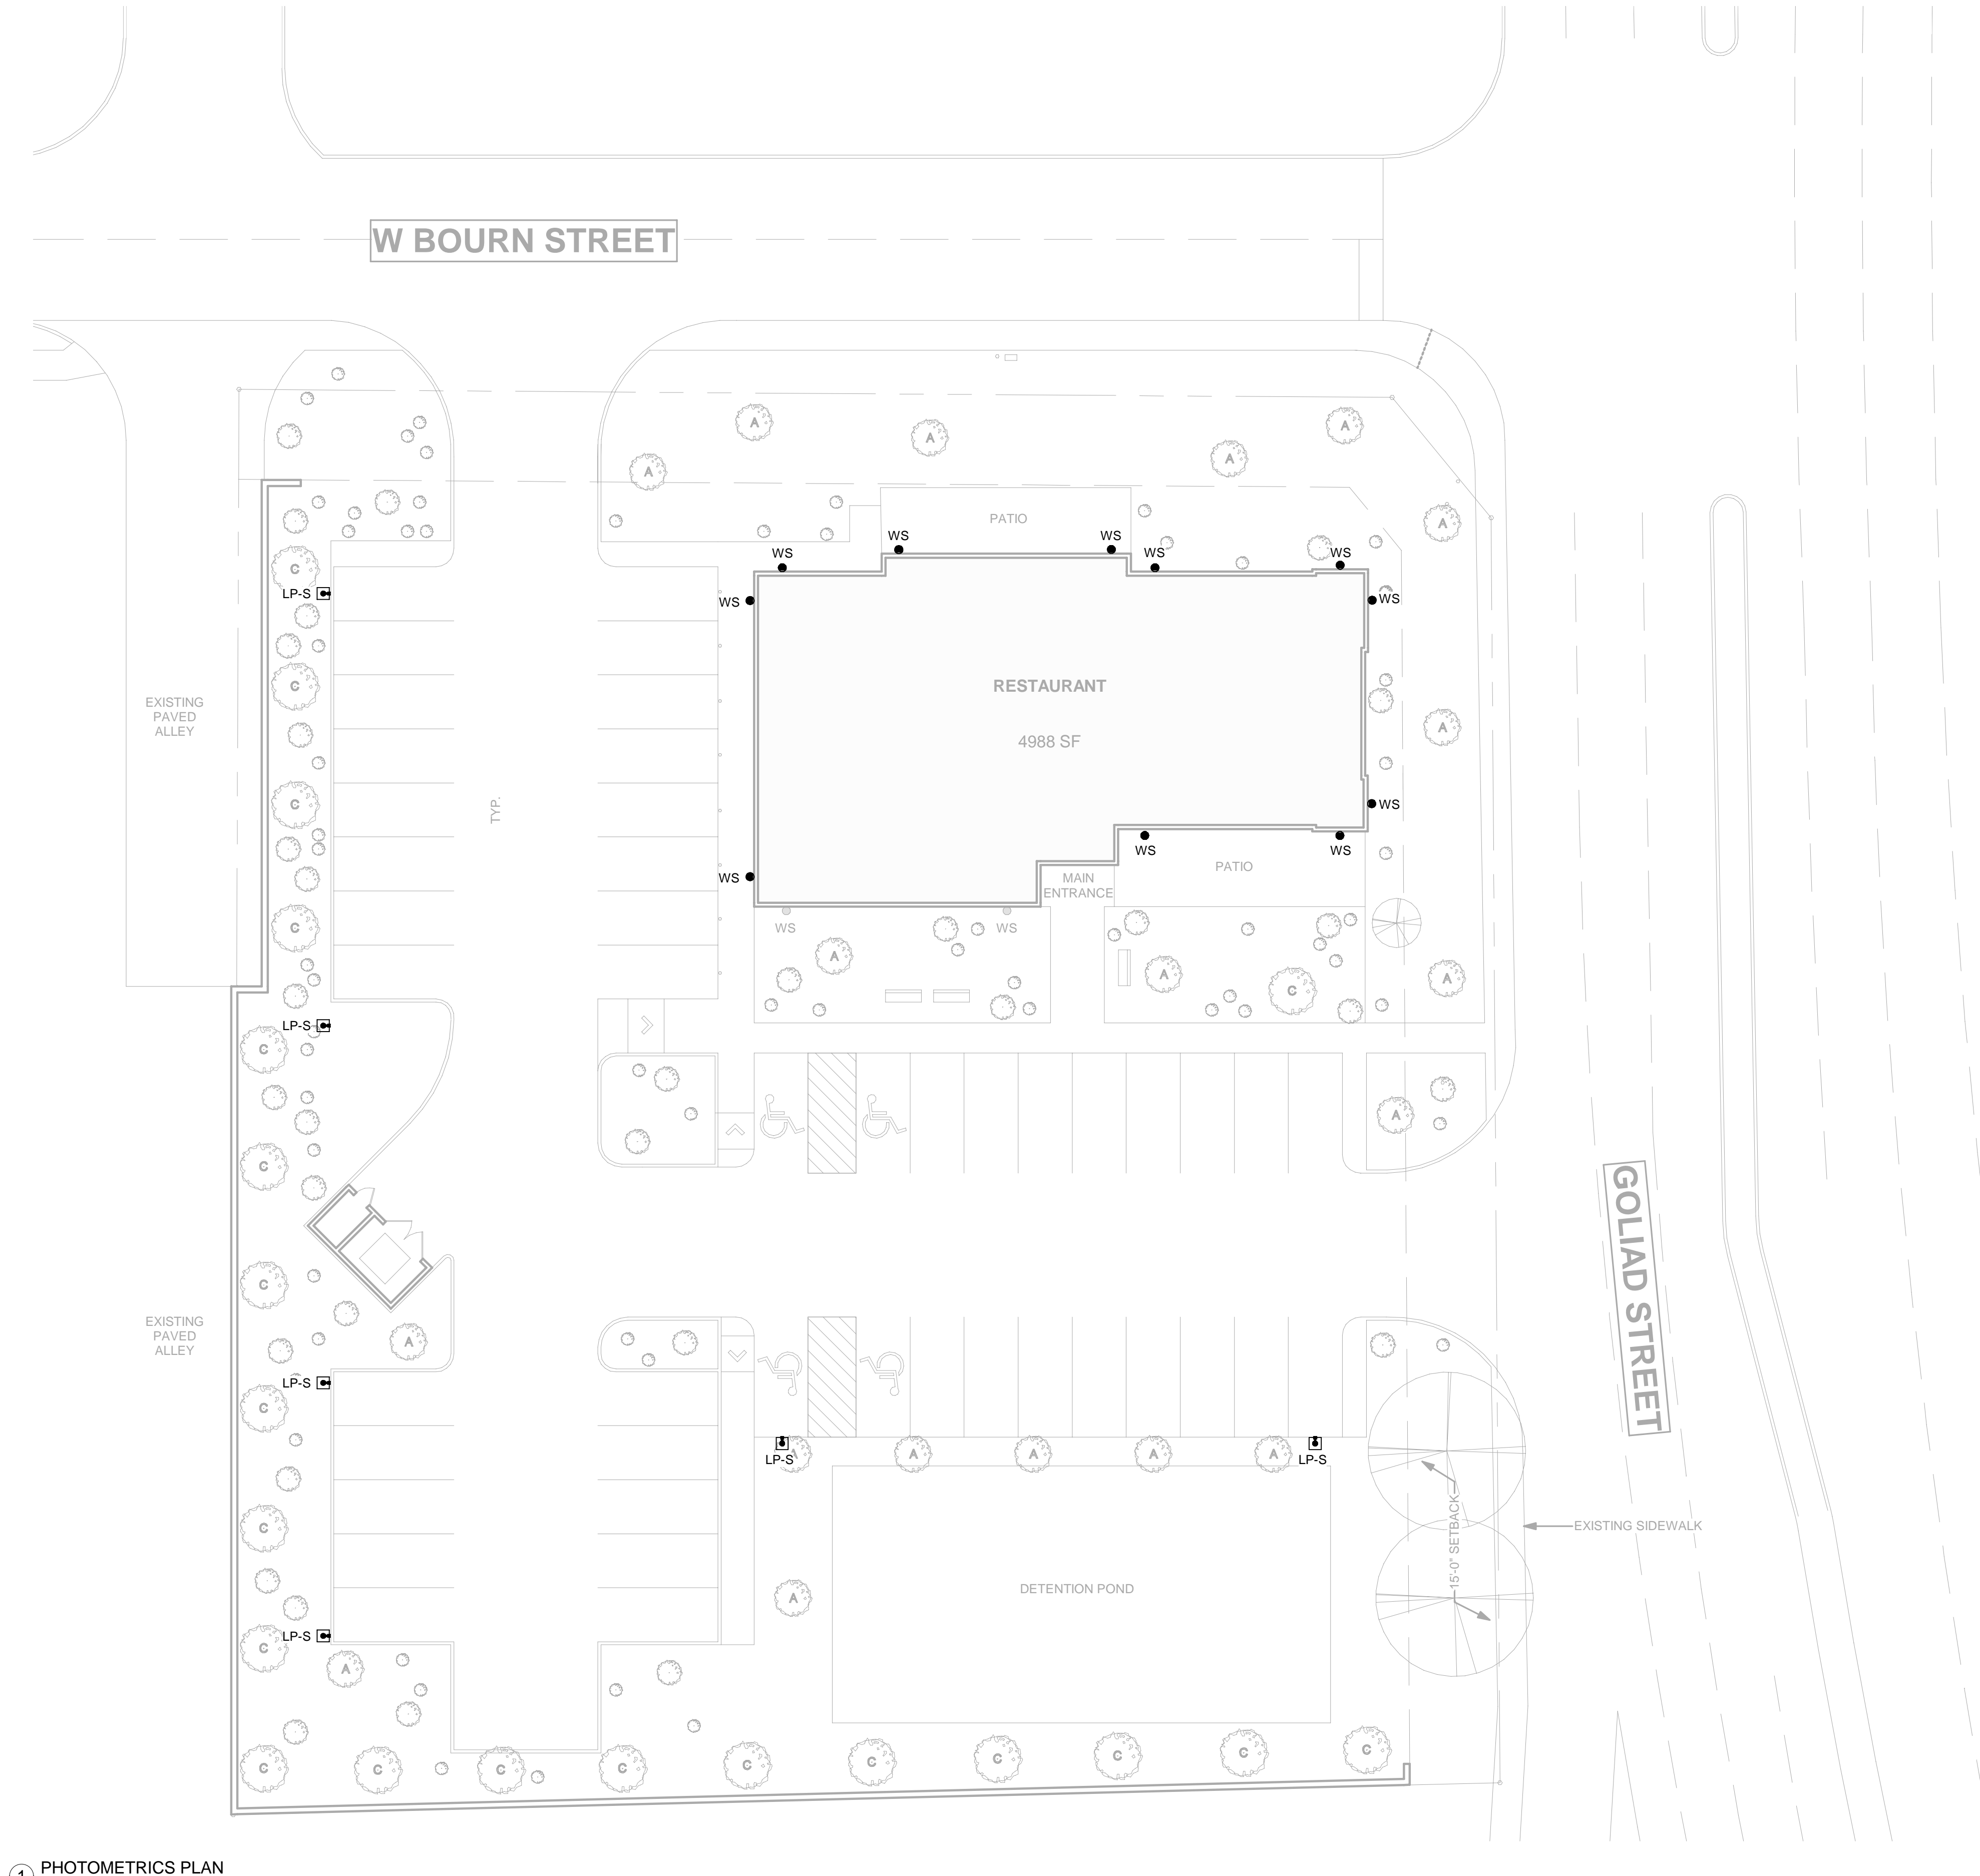 W BOURN STREET
A
A
A
A
A
A
PATIO
A
WS
WS
WS
WS
WS
C
LP-S
WS
WS
C
RESTAURANT
EXISTING
PAVED
ALLEY
A
4988 SF
C
TYP.
WS
WS
WS
PATIO
MAIN
ENTRANCE
WS
C
WS
WS
A
A
A
C
LP-S
C
A
C
GOLIAD STREET
C
EXISTING
PAVED
ALLEY
A
LP-S
C
A
A
A
A
A
LP-S
LP-S
C
15'-0" SETBACK
EXISTING SIDEWALK
DETENTION POND
A
LP-S
C
A
C
C
C
C
C
C
C
C
C
C
1
PHOTOMETRICS PLAN